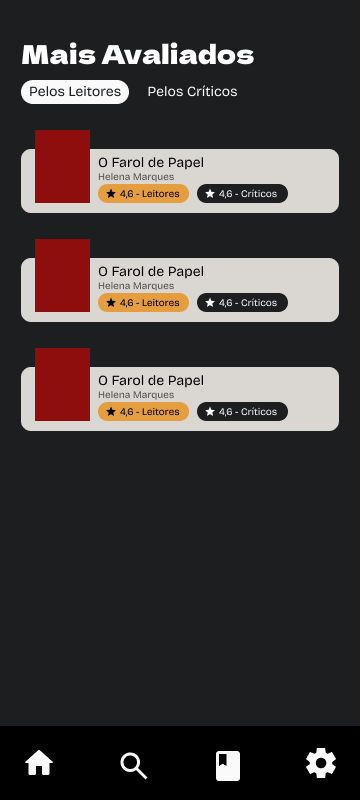 Mais Avaliados
Pelos Leitores Pelos Críticos
O Farol de Papel
Helena Marques
4,6 - Leitores 4,6 - Críticos
O Farol de Papel
Helena Marques
4,6 - Leitores 4,6 - Críticos
O Farol de Papel
Helena Marques
4,6 - Leitores 4,6 - Críticos